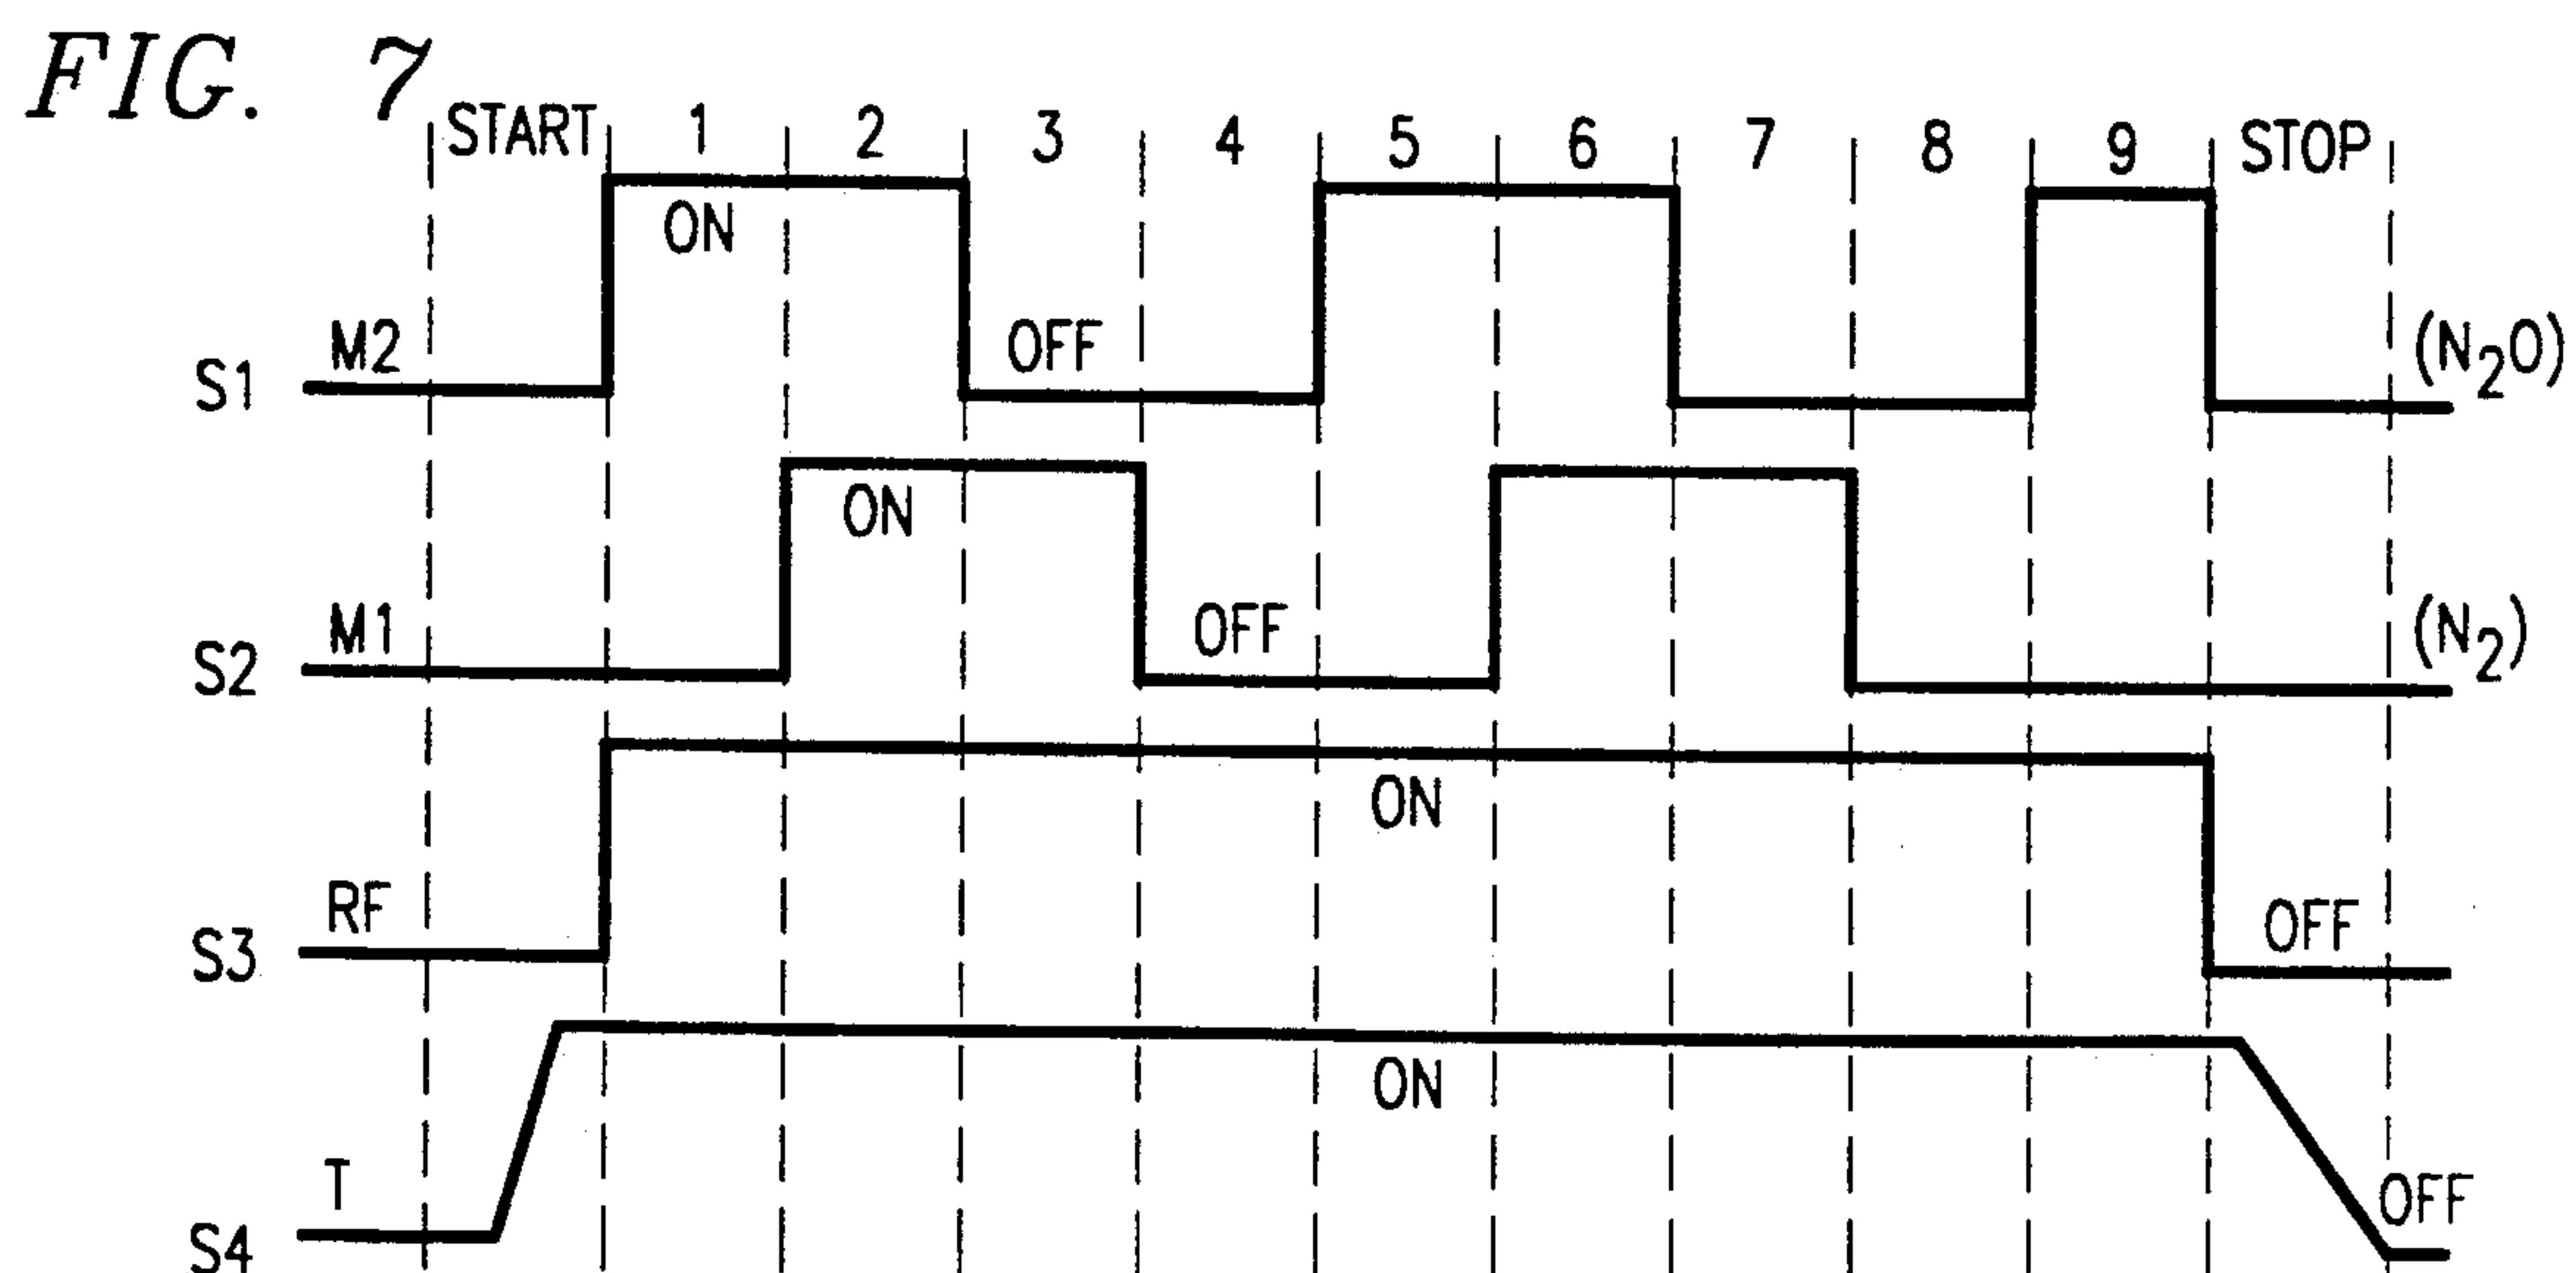 FIG. 7
START 1 2 3 4 5 6 7 8 9 STOP
ON
S1 M2 OFF (N2O)
ON
S2 M1 OFF (N2)
ON
S3 RF OFF
ON
S4 T OFF